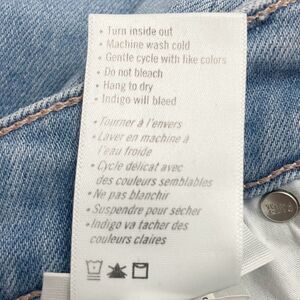 • Turn inside out
• Machine wash cold
• Gentle cycle with like colors
• Do not bleach
• Hang to dry
• Indigo will bleed
• Tourner à l'envers
• Laver en machine à
l'eau froide
• Cycle délicat avec des
couleurs semblables
• Ne pas blanchir
• Suspendre pour sécher
• Indigo va tacher des
couleurs claires